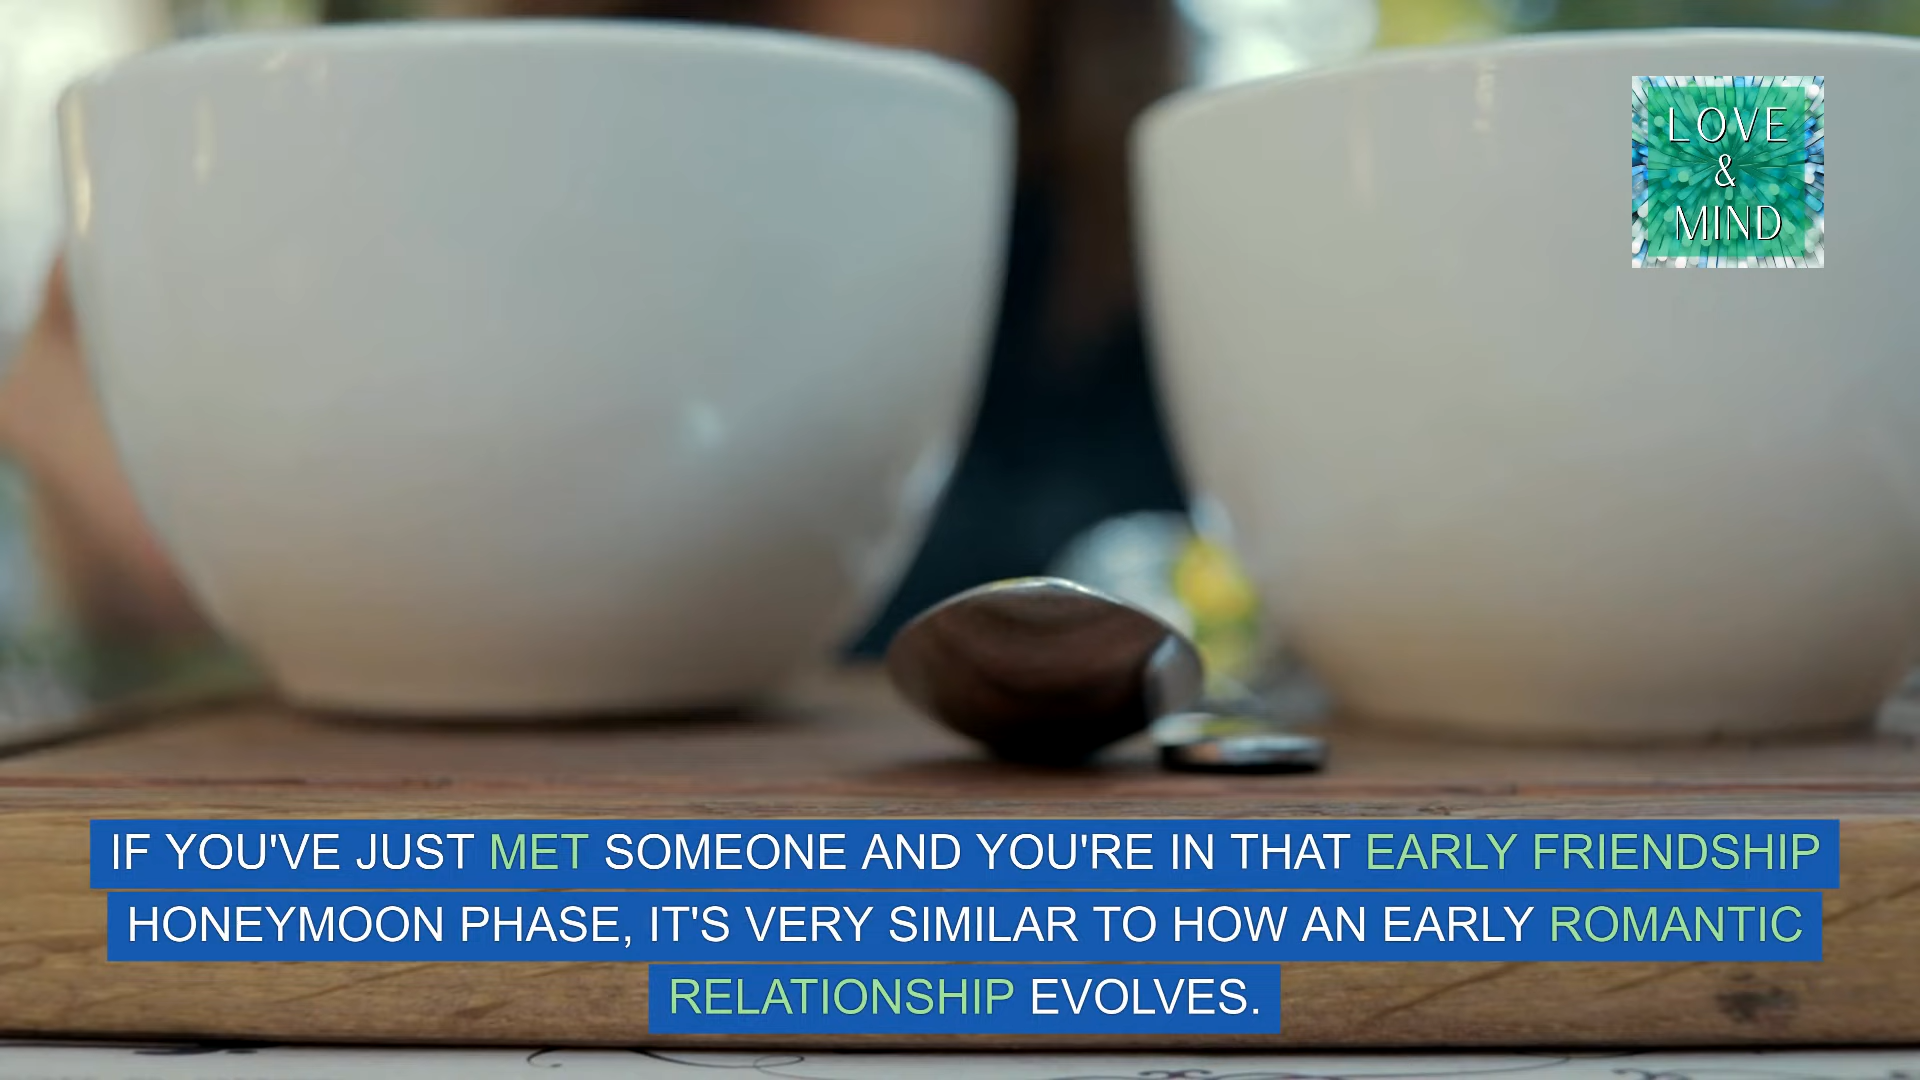 LOVE
&
MIND
IF YOU'VE JUST MET SOMEONE AND YOU'RE IN THAT EARLY FRIENDSHIP
HONEYMOON PHASE, IT'S VERY SIMILAR TO HOW AN EARLY ROMANTIC
RELATIONSHIP EVOLVES.